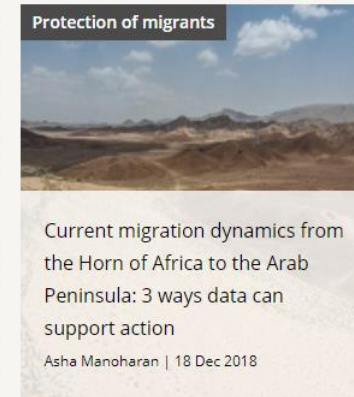 Protection of migrants
Current migration dynamics from
the Horn of Africa to the Arab
Peninsula: 3 ways data can
support action
Asha Manoharan | 18 Dec 2018